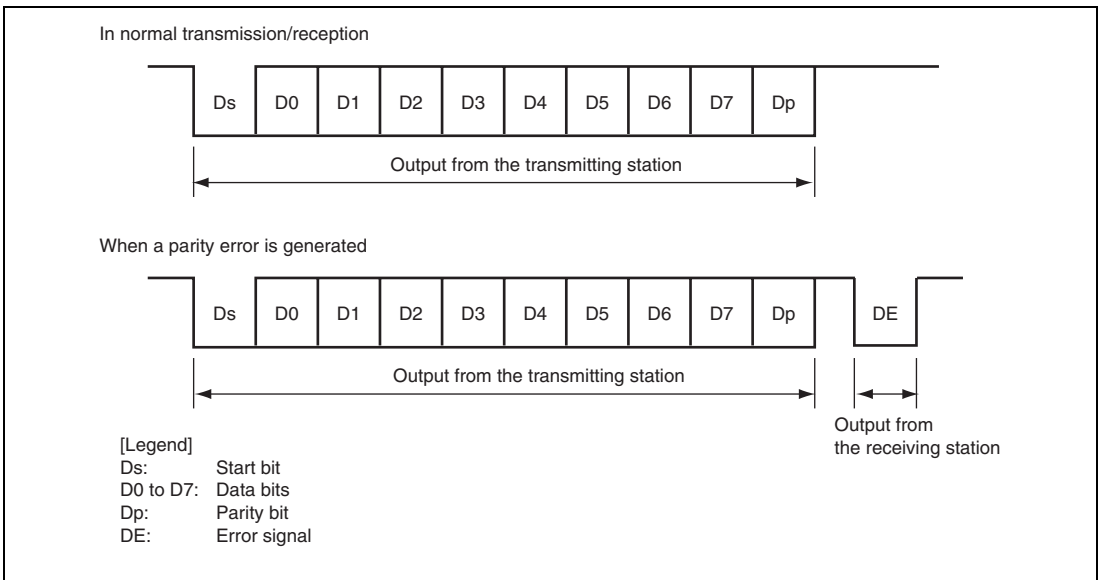 In normal transmission/reception
Ds D0 D1 D2 D3 D4 D5 D6 D7 Dp
Output from the transmitting station
When a parity error is generated
Ds D0 D1 D2 D3 D4 D5 D6 D7 Dp DE
Output from the transmitting station
Output from
the receiving station
[Legend]
Ds: Start bit
D0 to D7: Data bits
Dp: Parity bit
DE: Error signal